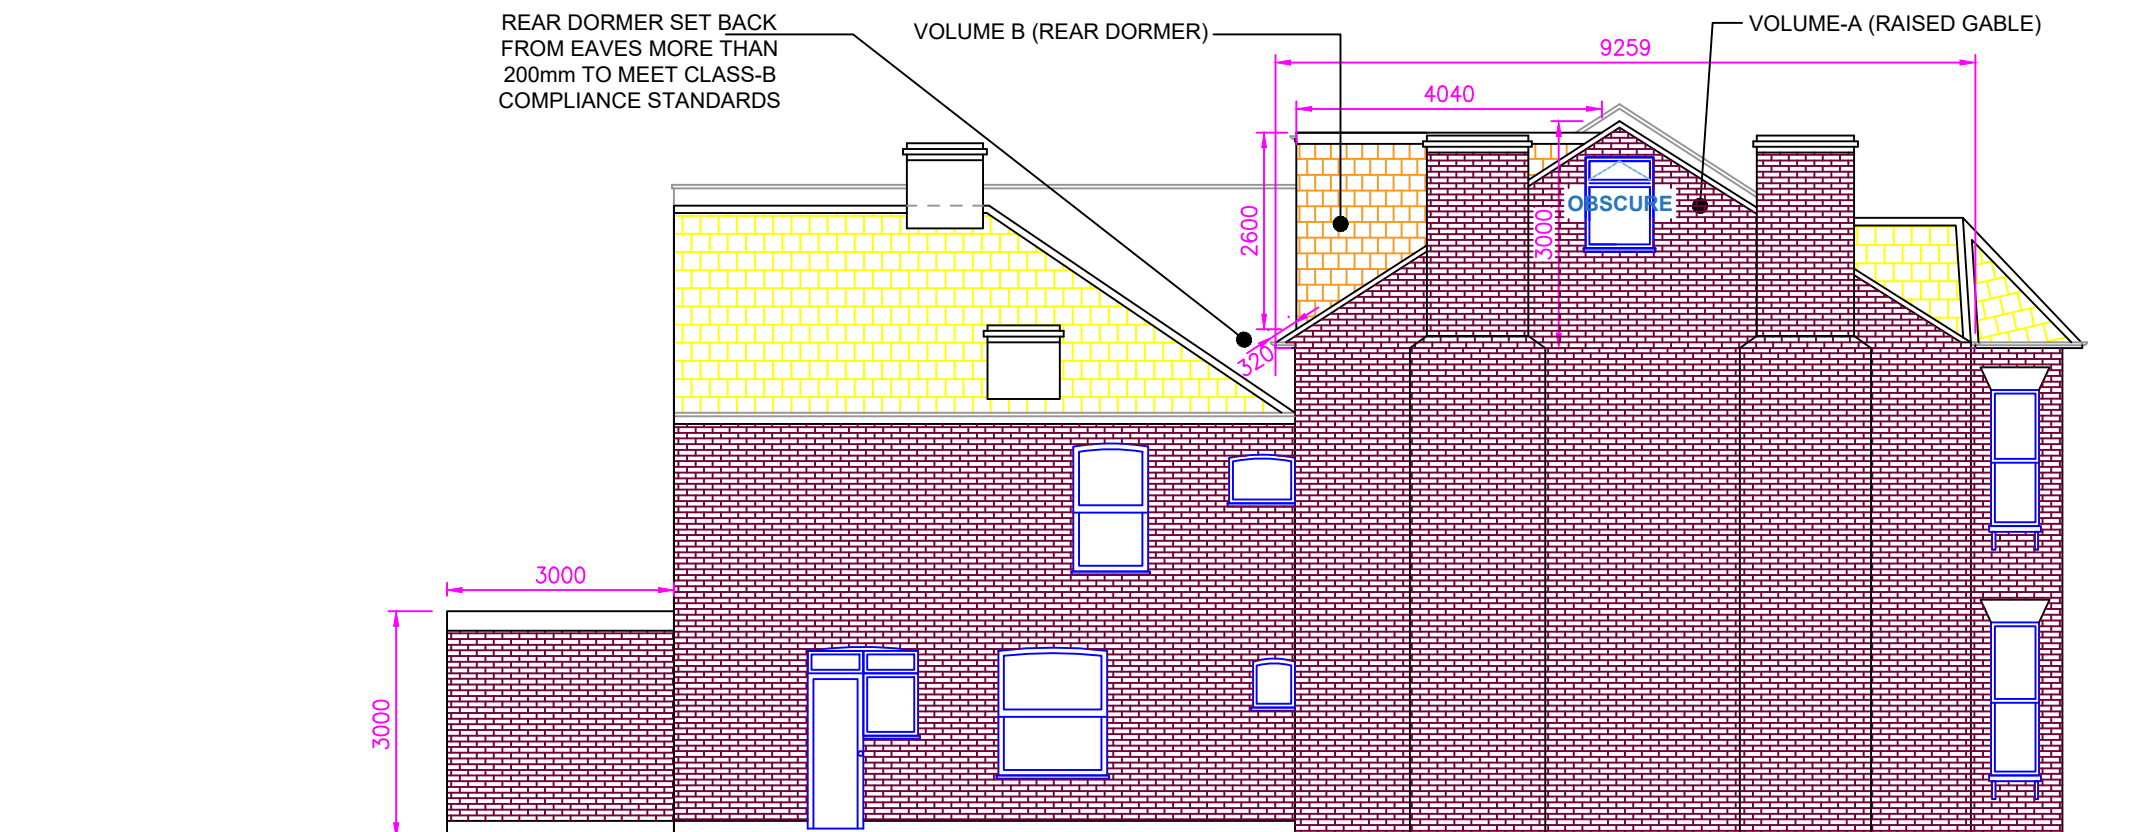 REAR DORMER SET BACK
FROM EAVES MORE THAN
200mm TO MEET CLASS-B
COMPLIANCE STANDARDS
VOLUME B (REAR DORMER)
VOLUME-A (RAISED GABLE)
9259
4040
2600
3000
OBSCURE
320
3000
3000